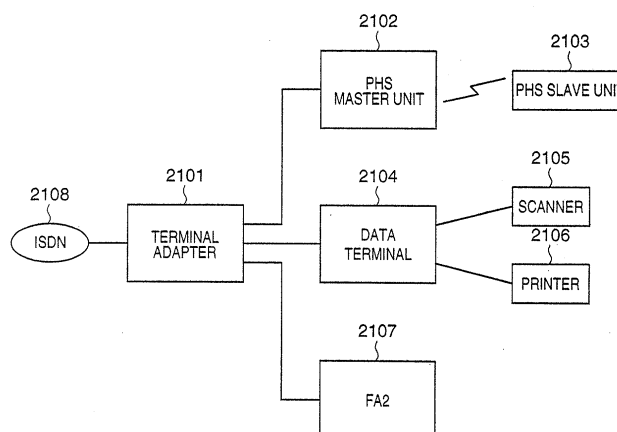 2102
PHS
MASTER UNIT
2103
PHS SLAVE UNIT
2108
ISDN
2101
TERMINAL
ADAPTER
2104
DATA
TERMINAL
2105
SCANNER
2106
PRINTER
2107
FA2